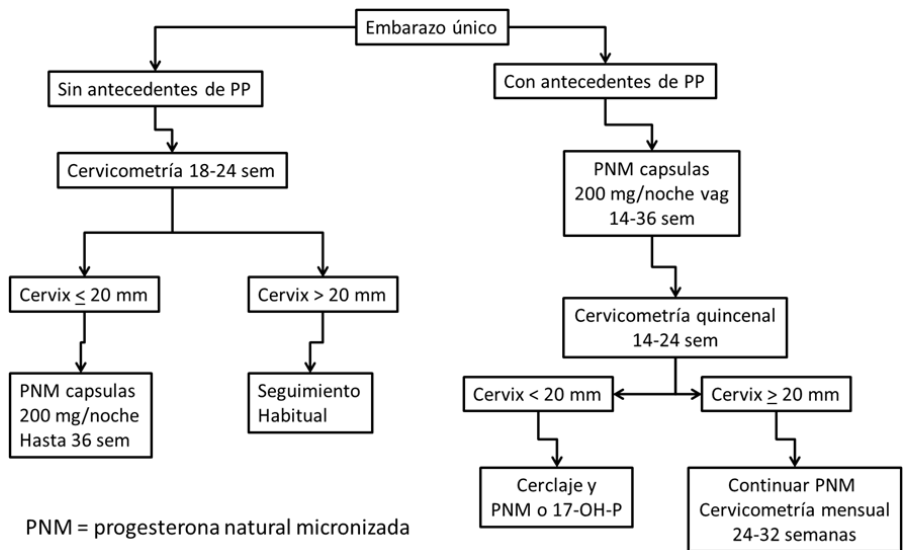 Embarazo único
Sin antecedentes de PP
Con antecedentes de PP
Cervicometría 18-24 sem
PNM capsulas
200 mg/noche vag
14-36 sem
Cervix ≤ 20 mm
Cervix > 20 mm
Cervicometría quincenal
14-24 sem
PNM capsulas
200 mg/noche
Hasta 36 sem
Seguimiento
Habitual
Cervix < 20 mm
Cervix ≥ 20 mm
Cerclaje y
PNM o 17-OH-P
Continuar PNM
Cervicometría mensual
24-32 semanas
PNM = progesterona natural micronizada